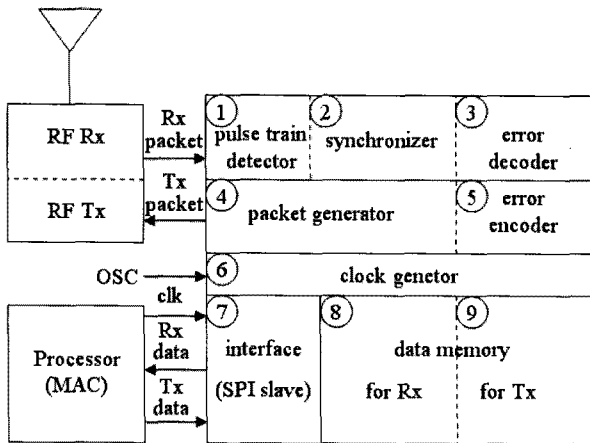 Rx
packet
RF Rx
Tx
packet
RF Tx
① pulse train
detector
② synchronizer
③ error
decoder
④ packet generator
⑤ error
encoder
OSC
clk
⑥ clock genetor
Processor
(MAC)
Rx
data
Tx
data
⑦ interface
(SPI slave)
⑧ ⑨ data memory
for Rx
for Tx